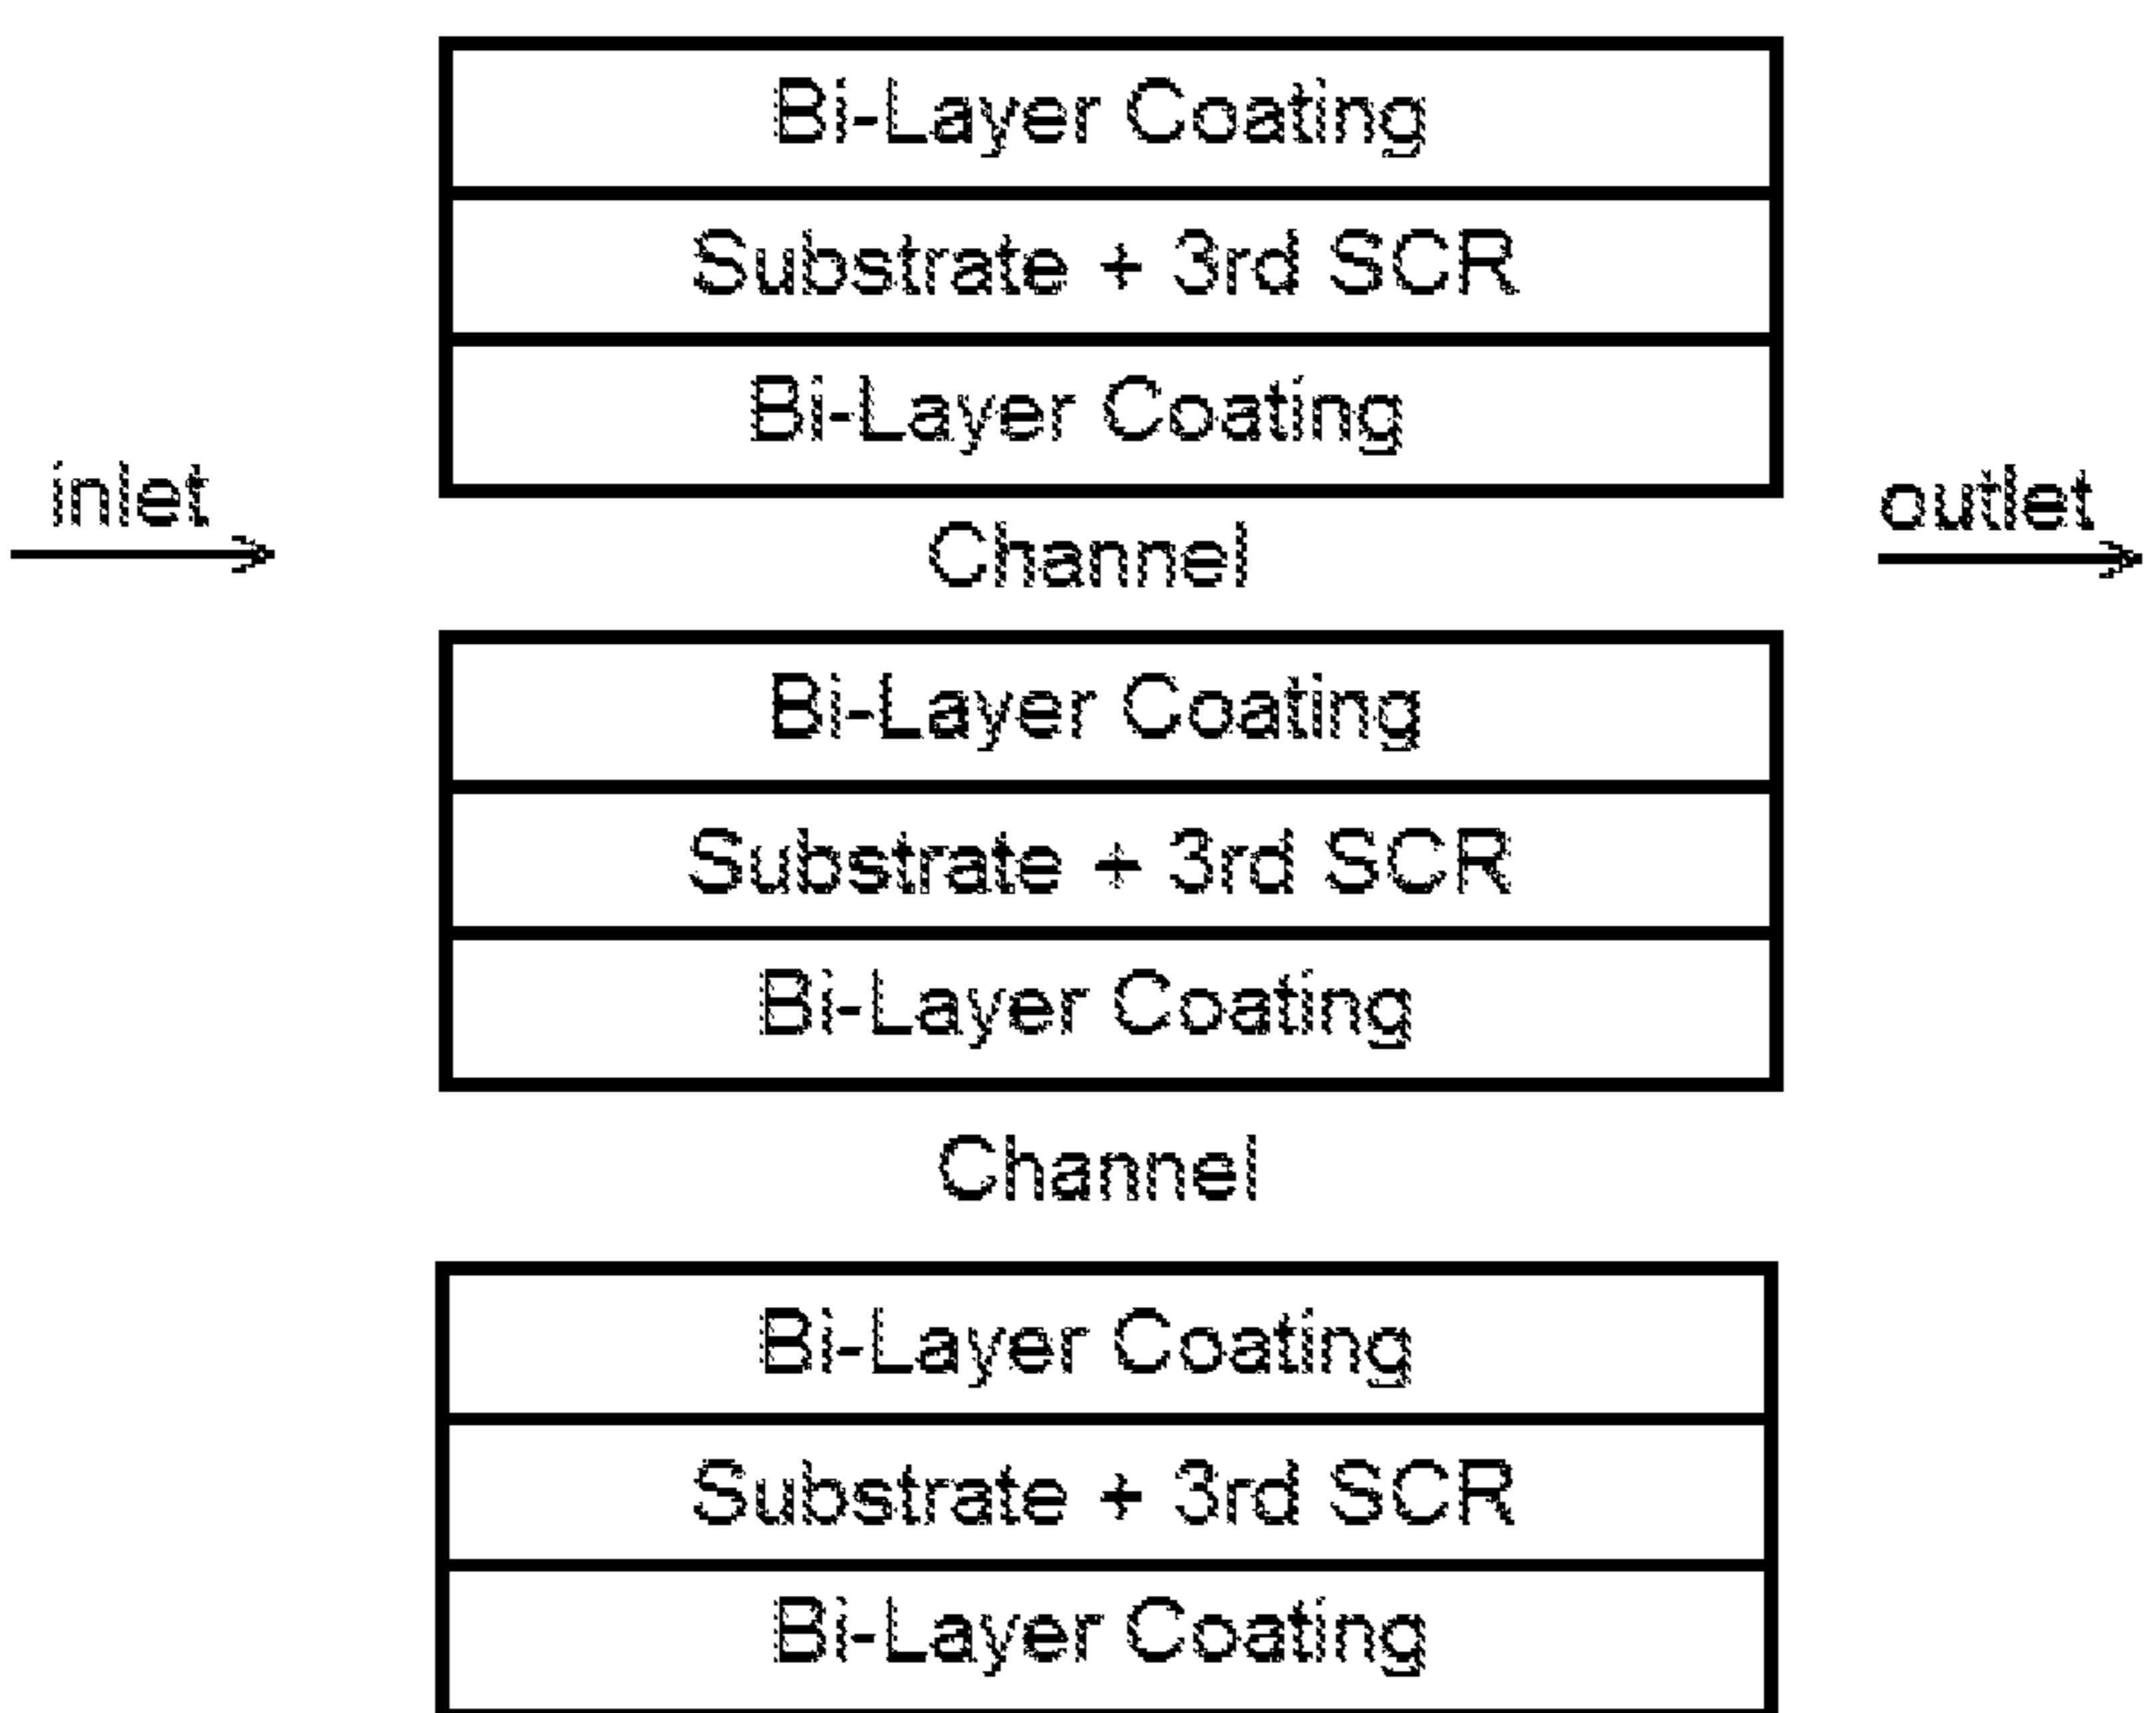 Bi-Layer Coating
Substrate + 3rd SCR
Bi-Layer Coating
inlet
outlet
Channel
Bi-Layer Coating
Substrate + 3rd SCR
Bi-Layer Coating
Channel
Bi-Layer Coating
Substrate + 3rd SCR
Bi-Layer Coating